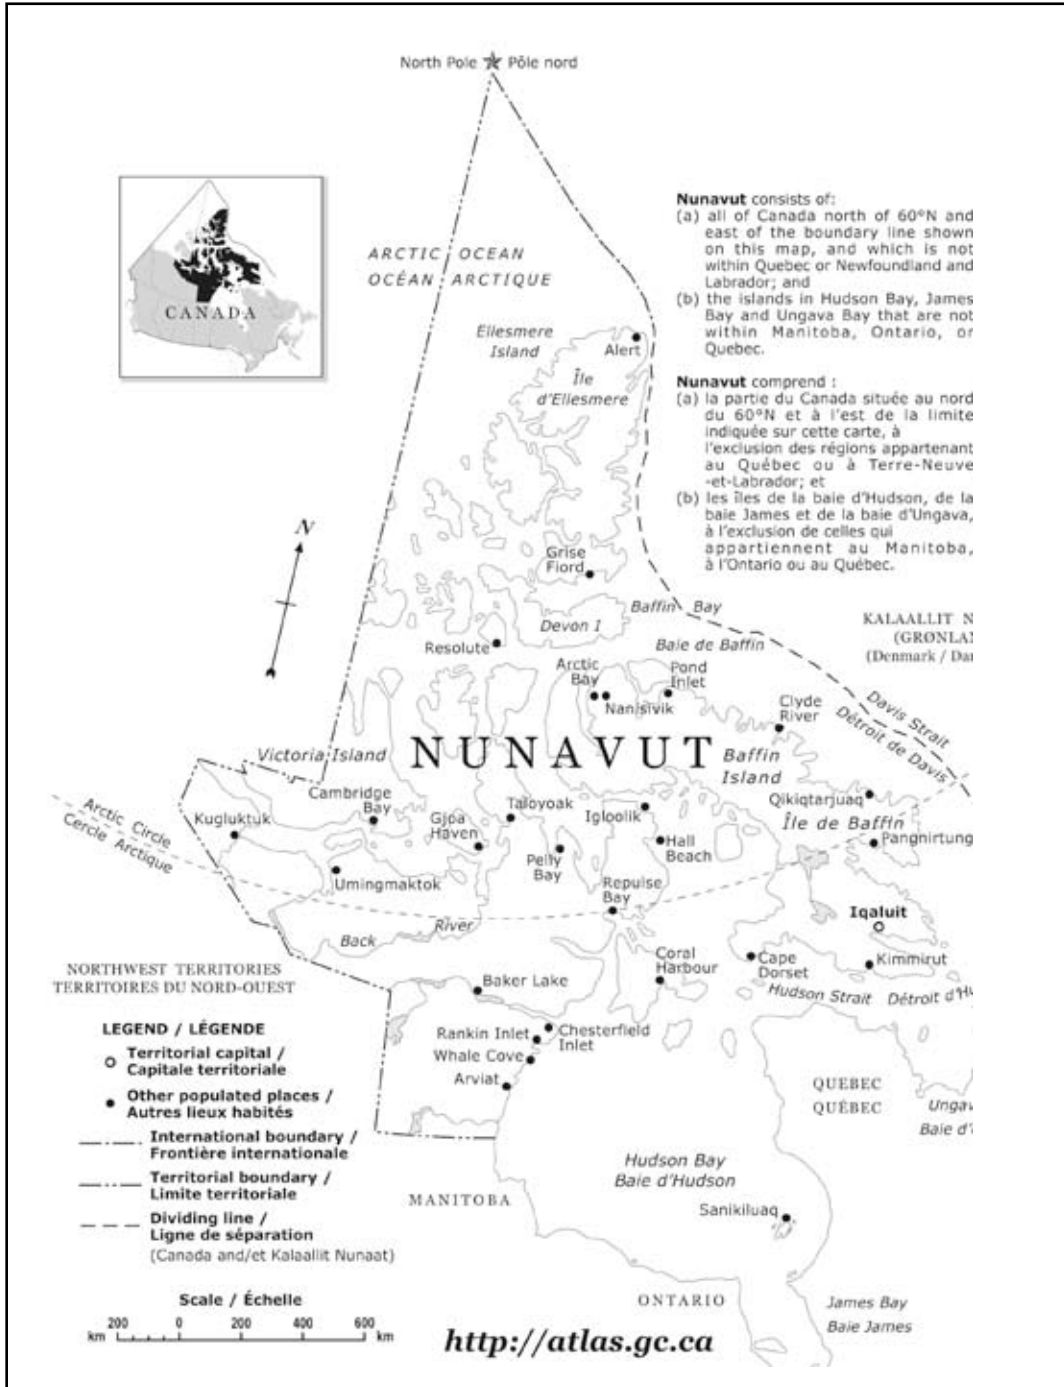 North Pole Pôle nord
ARCTIC OCEAN
OCÉAN ARCTIQUE
CANADA
Nunavut consists of:
(a) all of Canada north of 60°N and
east of the boundary line shown
on this map, and which is not
within Quebec or Newfoundland and
Labrador; and
(b) the islands in Hudson Bay, James
Bay and Ungava Bay that are not
within Manitoba, Ontario, or
Quebec.
Nunavut comprend :
(a) la partie du Canada située au nord
du 60°N et à l'est de la limite
indiquée sur cette carte, à
l'exclusion des régions appartenant
au Québec ou à Terre-Neuve
-et-Labrador; et
(b) les îles de la baie d'Hudson, de la
baie James et de la baie d'Ungava,
à l'exclusion de celles qui
appartiennent au Manitoba,
à l'Ontario ou au Québec.
Ellesmere
Island
Alert
Île
d'Ellesmere
N
Grise
Fiord
Baffin Bay
Baie de Baffin
Devon I
KALAALLIT N
(GRØNLAN
(Denmark / Dan
Resolute
Arctic
Bay
Nanisivik
Pond
Inlet
Clyde
River
Davis Strait
Détroit de Davis
NUNAVUT
Victoria Island
Baffin
Island
Cambridge
Bay
Arctic Circle
Cercle Arctique
Kugluktuk
Gjoa
Haven
Taloyoak
Igloolik
Qikiqtarjuaq
Île de Baffin
Pangnirtung
Hall
Beach
Pelly
Bay
Umingmaktok
Repulse
Bay
Iqaluit
Back River
NORTHWEST TERRITORIES
TERRITOIRES DU NORD-OUEST
Coral
Harbour
Cape
Dorset
Kimmirut
Hudson Strait Détroit d'Hu
Baker Lake
Rankin Inlet
Chesterfield
Inlet
Whale Cove
Arviat
QUEBEC
QUÉBEC
Ungav
Baie d'
Hudson Bay
Baie d'Hudson
MANITOBA
Sanikiluaq
ONTARIO
James Bay
Baie James
LEGEND / LÉGENDE
Territorial capital /
Capitale territoriale
Other populated places /
Autres lieux habités
International boundary /
Frontière internationale
Territorial boundary /
Limite territoriale
Dividing line /
Ligne de séparation
(Canada and/et Kalaallit Nunaat)
Scale / Échelle
km 200 0 200 400 600 km
http://atlas.gc.ca